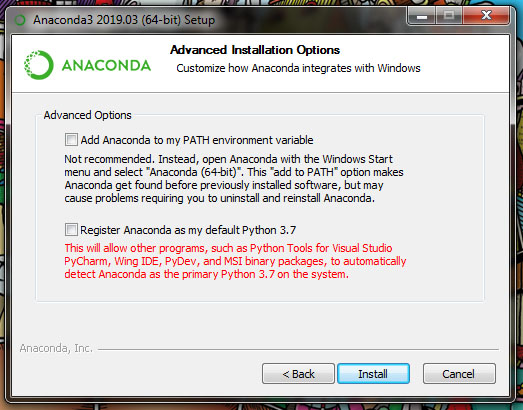 Anaconda3 2019.03 (64-bit) Setup
ANACONDA
Advanced Installation Options
Customize how Anaconda integrates with Windows
Advanced Options
Add Anaconda to my PATH environment variable
Not recommended. Instead, open Anaconda with the Windows Start
menu and select "Anaconda (64-bit)". This "add to PATH" option makes
Anaconda get found before previously installed software, but may
cause problems requiring you to uninstall and reinstall Anaconda.
Register Anaconda as my default Python 3.7
This will allow other programs, such as Python Tools for Visual Studio
PyCharm, Wing IDE, PyDev, and MSI binary packages, to automatically
detect Anaconda as the primary Python 3.7 on the system.
Anaconda, Inc.
< Back
Install
Cancel